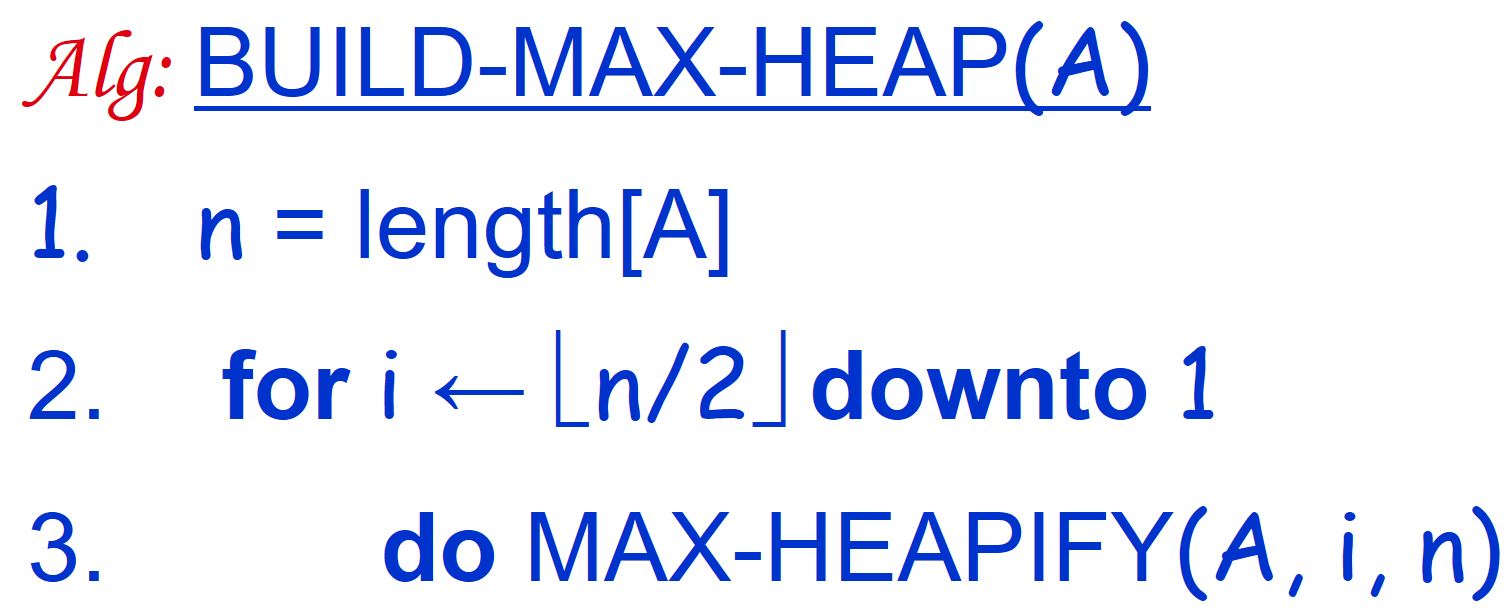 Alg: BUILD-MAX-HEAP(A)
1. n = length[A]
2. for i ← ⌊n/2⌋ downto 1
3. do MAX-HEAPIFY(A, i, n)